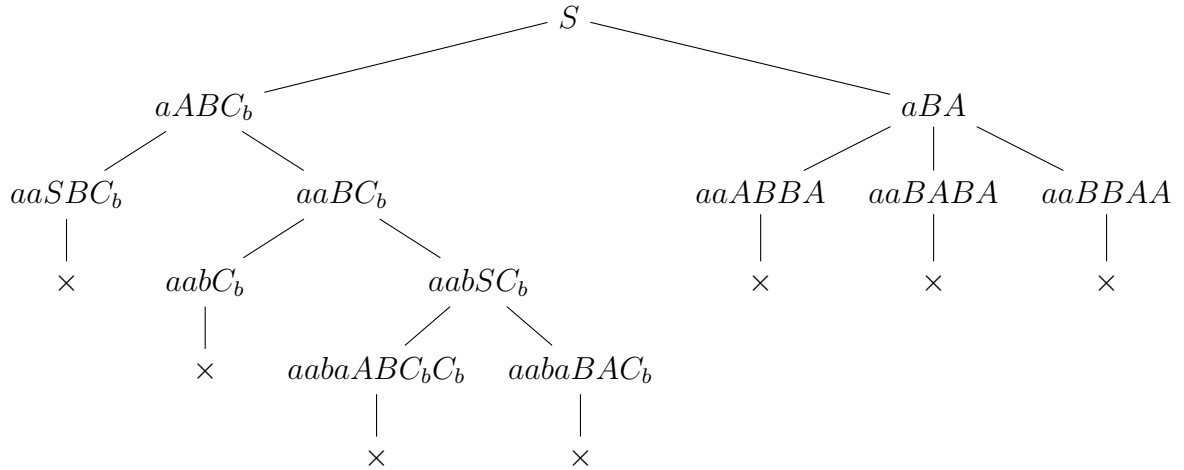 S
aABC_b aBA
aaSBC_b aaBC_b aaABBA aaBABA aaBBAA
× aabC_b aabSC_b × × ×
× aabaABC_bC_b aabaBAC_b
× ×